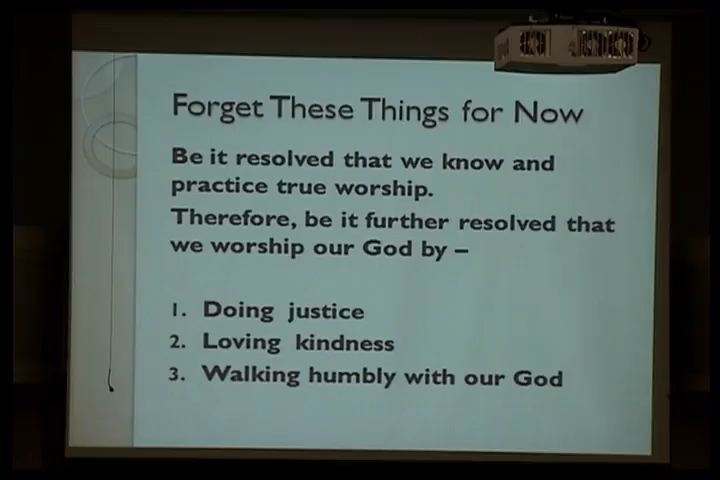 Forget These Things for Now
Be it resolved that we know and
practice true worship.
Therefore, be it further resolved that
we worship our God by –
1. Doing justice
2. Loving kindness
3. Walking humbly with our God